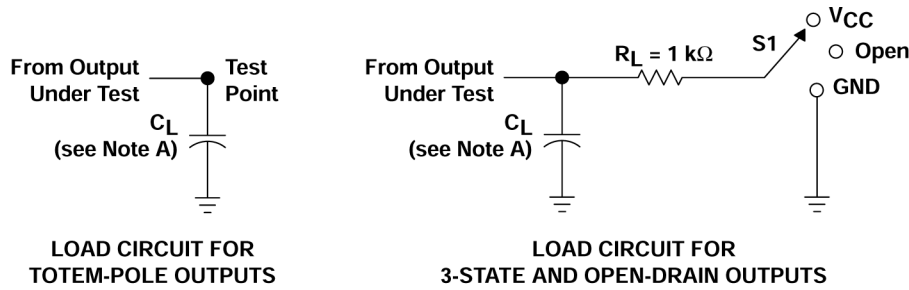 From Output
Under Test
Test
Point
CL
(see Note A)
LOAD CIRCUIT FOR
TOTEM-POLE OUTPUTS
From Output
Under Test
RL = 1 kΩ
S1
VCC
Open
GND
CL
(see Note A)
LOAD CIRCUIT FOR
3-STATE AND OPEN-DRAIN OUTPUTS